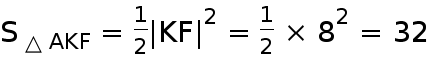 S △ AKF = 1/2 |KF|² = 1/2 × 8² = 32